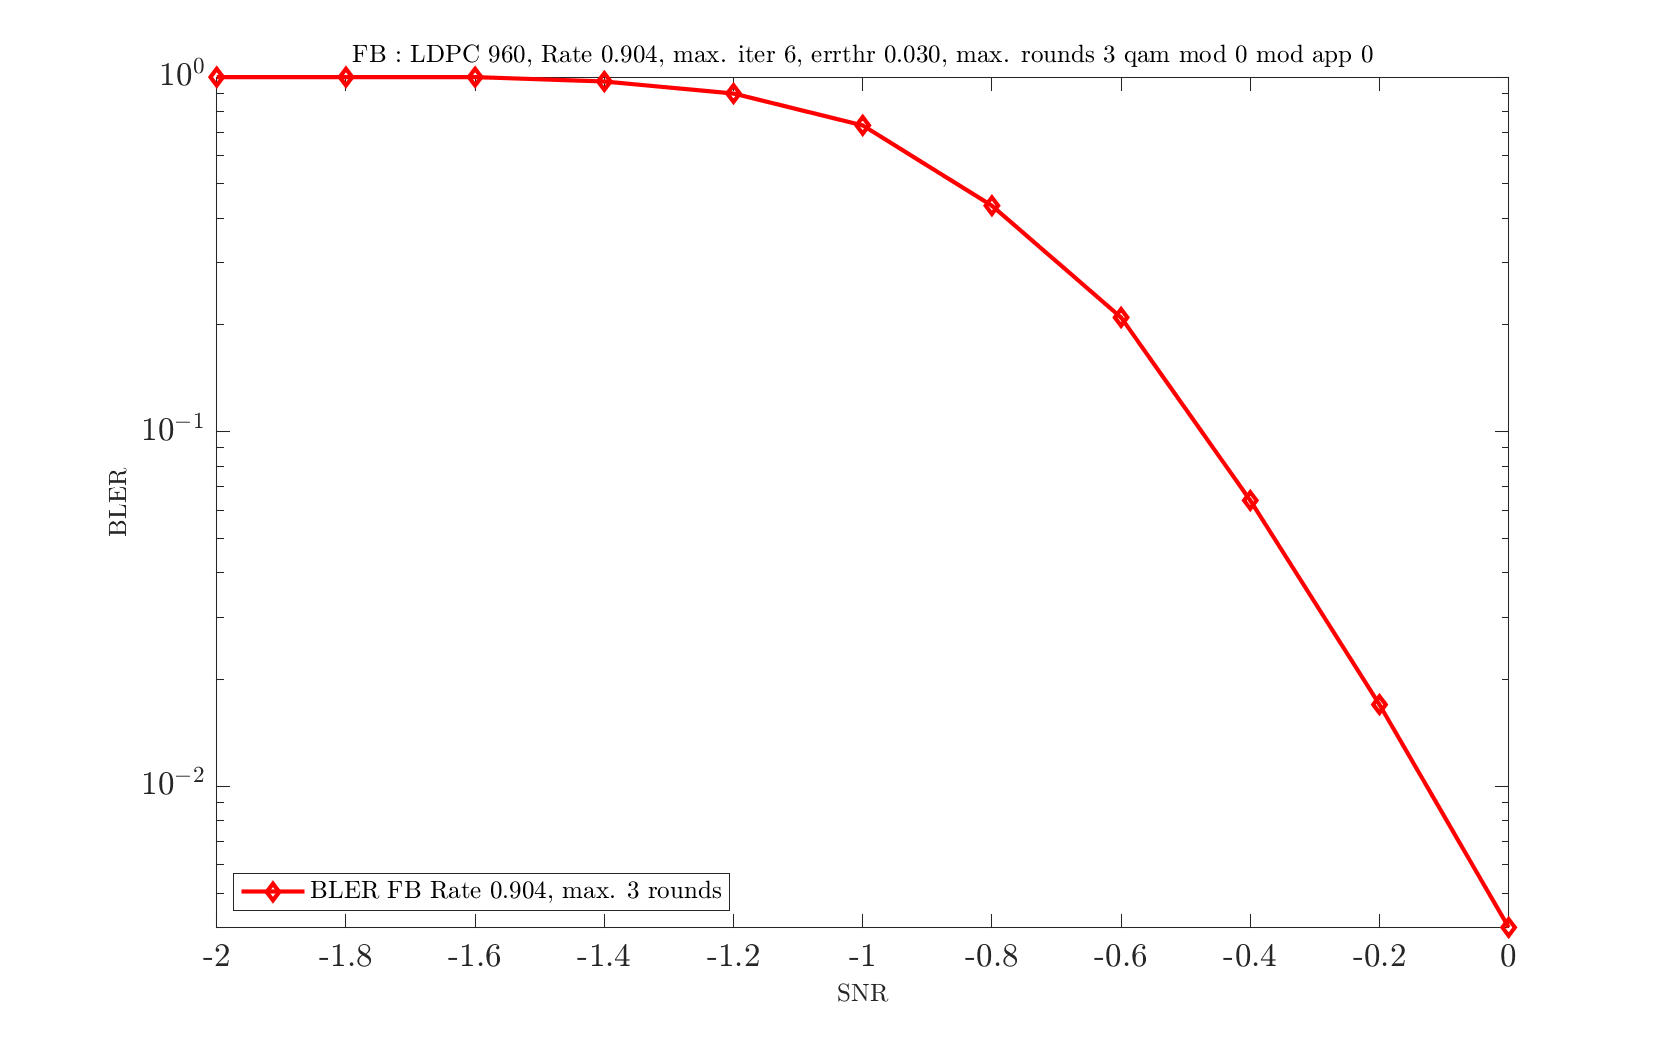 FB : LDPC 960, Rate 0.904, max. iter 6, errthr 0.030, max. rounds 3 qam mod 0 mod app 0
10^0
10^{-1}
10^{-2}
BLER
BLER FB Rate 0.904, max. 3 rounds
-2 -1.8 -1.6 -1.4 -1.2 -1 -0.8 -0.6 -0.4 -0.2 0
SNR